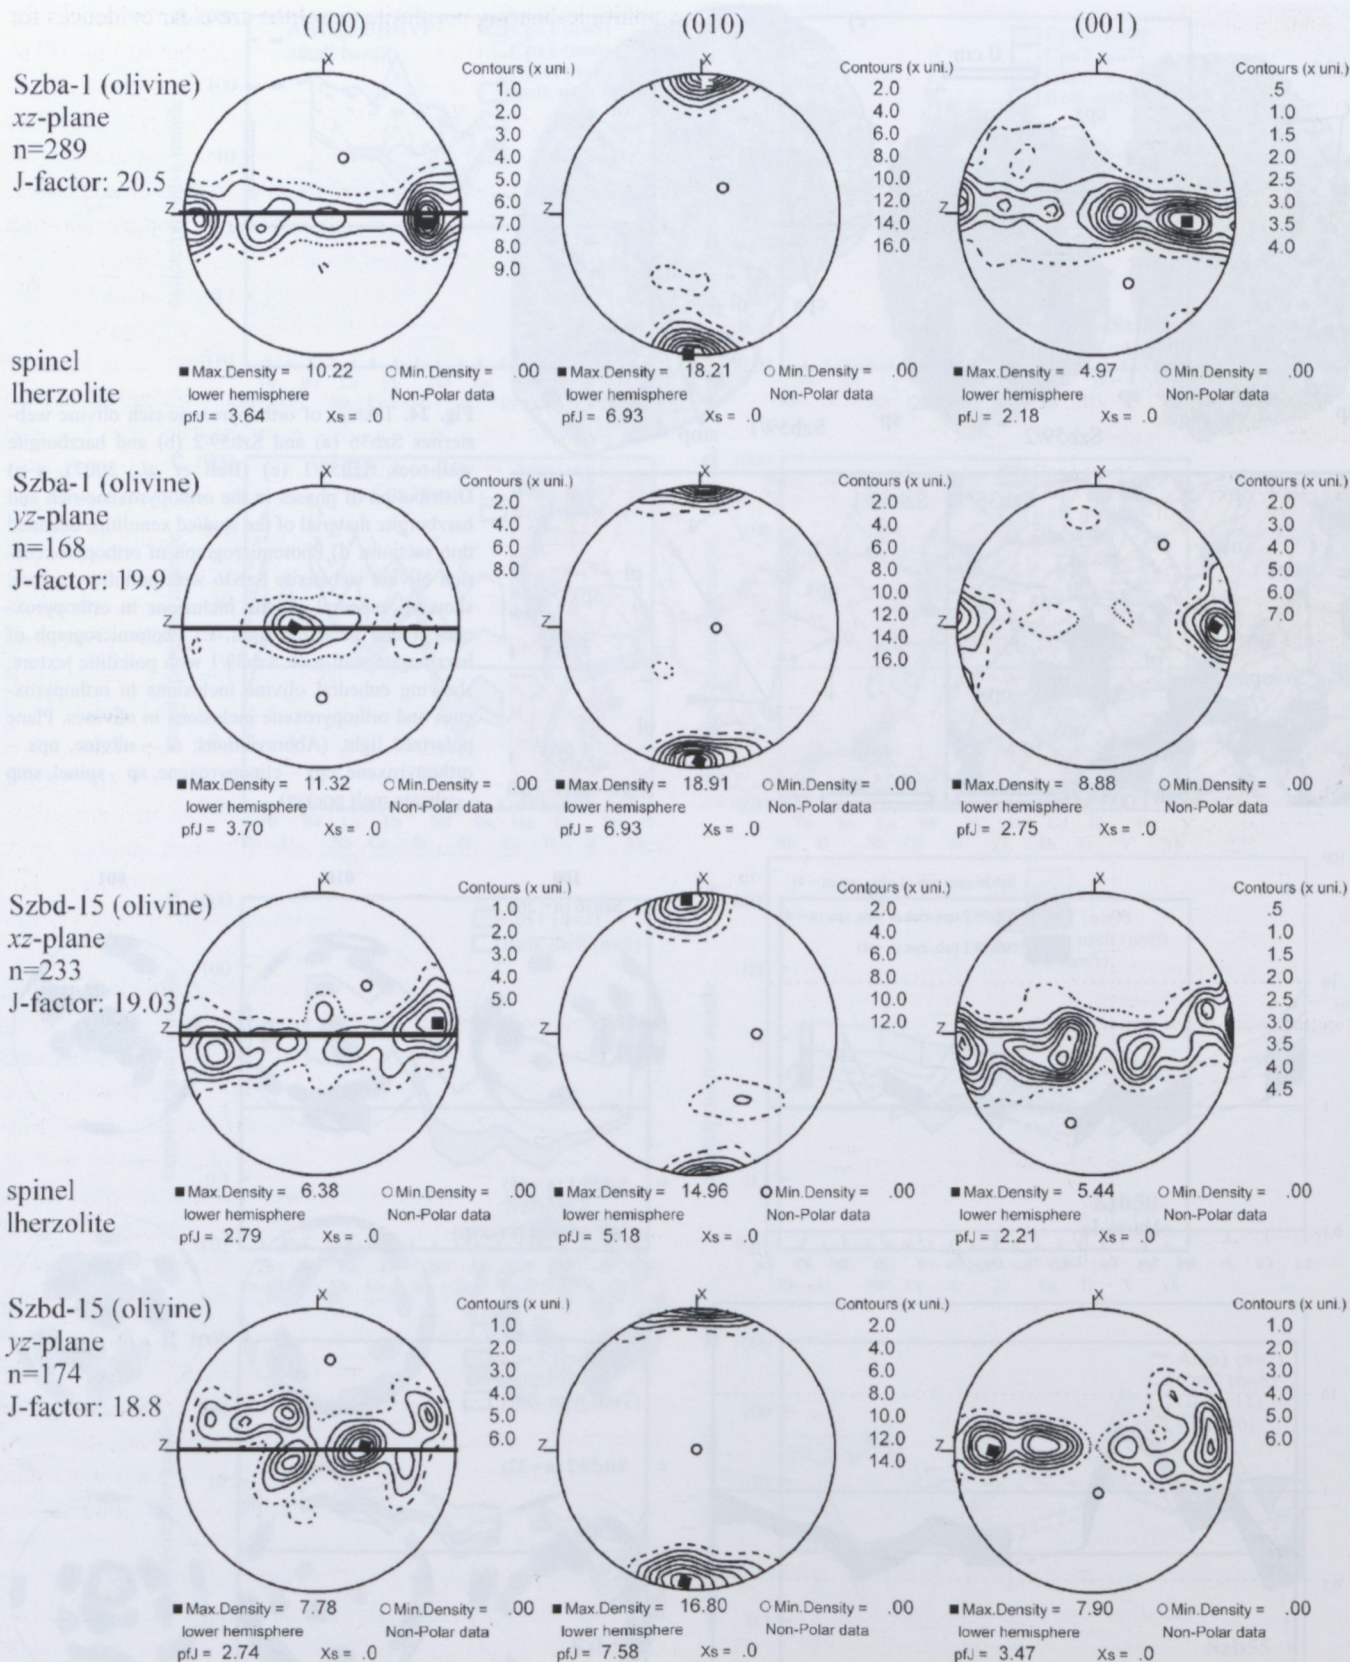 (100)
(010)
(001)
Szba-1 (olivine)
xz-plane
n=289
J-factor: 20.5
spinel
lherzolite
X
Z
Contours (x uni.)
1.0
2.0
3.0
4.0
5.0
6.0
7.0
8.0
9.0
■ Max.Density = 10.22 ○ Min.Density = .00
lower hemisphere Non-Polar data
pfJ = 3.64 Xs = .0
X
Z
Contours (x uni.)
2.0
4.0
6.0
8.0
10.0
12.0
14.0
16.0
■ Max.Density = 18.21 ○ Min.Density = .00
lower hemisphere Non-Polar data
pfJ = 6.93 Xs = .0
X
Z
Contours (x uni.)
.5
1.0
1.5
2.0
2.5
3.0
3.5
4.0
■ Max.Density = 4.97 ○ Min.Density = .00
lower hemisphere Non-Polar data
pfJ = 2.18 Xs = .0
Szba-1 (olivine)
yz-plane
n=168
J-factor: 19.9
X
Z
Contours (x uni.)
2.0
4.0
6.0
8.0
■ Max.Density = 11.32 ○ Min.Density = .00
lower hemisphere Non-Polar data
pfJ = 3.70 Xs = .0
X
Z
Contours (x uni.)
2.0
4.0
6.0
8.0
10.0
12.0
14.0
16.0
■ Max.Density = 18.91 ○ Min.Density = .00
lower hemisphere Non-Polar data
pfJ = 6.93 Xs = .0
X
Z
Contours (x uni.)
1.0
2.0
3.0
4.0
5.0
6.0
7.0
■ Max.Density = 8.88 ○ Min.Density = .00
lower hemisphere Non-Polar data
pfJ = 2.75 Xs = .0
Szbd-15 (olivine)
xz-plane
n=233
J-factor: 19.03
spinel
lherzolite
X
Z
Contours (x uni.)
1.0
2.0
3.0
4.0
5.0
■ Max.Density = 6.38 ○ Min.Density = .00
lower hemisphere Non-Polar data
pfJ = 2.79 Xs = .0
X
Z
Contours (x uni.)
2.0
4.0
6.0
8.0
10.0
12.0
■ Max.Density = 14.96 ○ Min.Density = .00
lower hemisphere Non-Polar data
pfJ = 5.18 Xs = .0
X
Z
Contours (x uni.)
.5
1.0
1.5
2.0
2.5
3.0
3.5
4.0
4.5
■ Max.Density = 5.44 ○ Min.Density = .00
lower hemisphere Non-Polar data
pfJ = 2.21 Xs = .0
Szbd-15 (olivine)
yz-plane
n=174
J-factor: 18.8
X
Z
Contours (x uni.)
1.0
2.0
3.0
4.0
5.0
6.0
■ Max.Density = 7.78 ○ Min.Density = .00
lower hemisphere Non-Polar data
pfJ = 2.74 Xs = .0
X
Z
Contours (x uni.)
2.0
4.0
6.0
8.0
10.0
12.0
14.0
■ Max.Density = 16.80 ○ Min.Density = .00
lower hemisphere Non-Polar data
pfJ = 7.58 Xs = .0
X
Z
Contours (x uni.)
1.0
2.0
3.0
4.0
5.0
6.0
■ Max.Density = 7.90 ○ Min.Density = .00
lower hemisphere Non-Polar data
pfJ = 3.47 Xs = .0